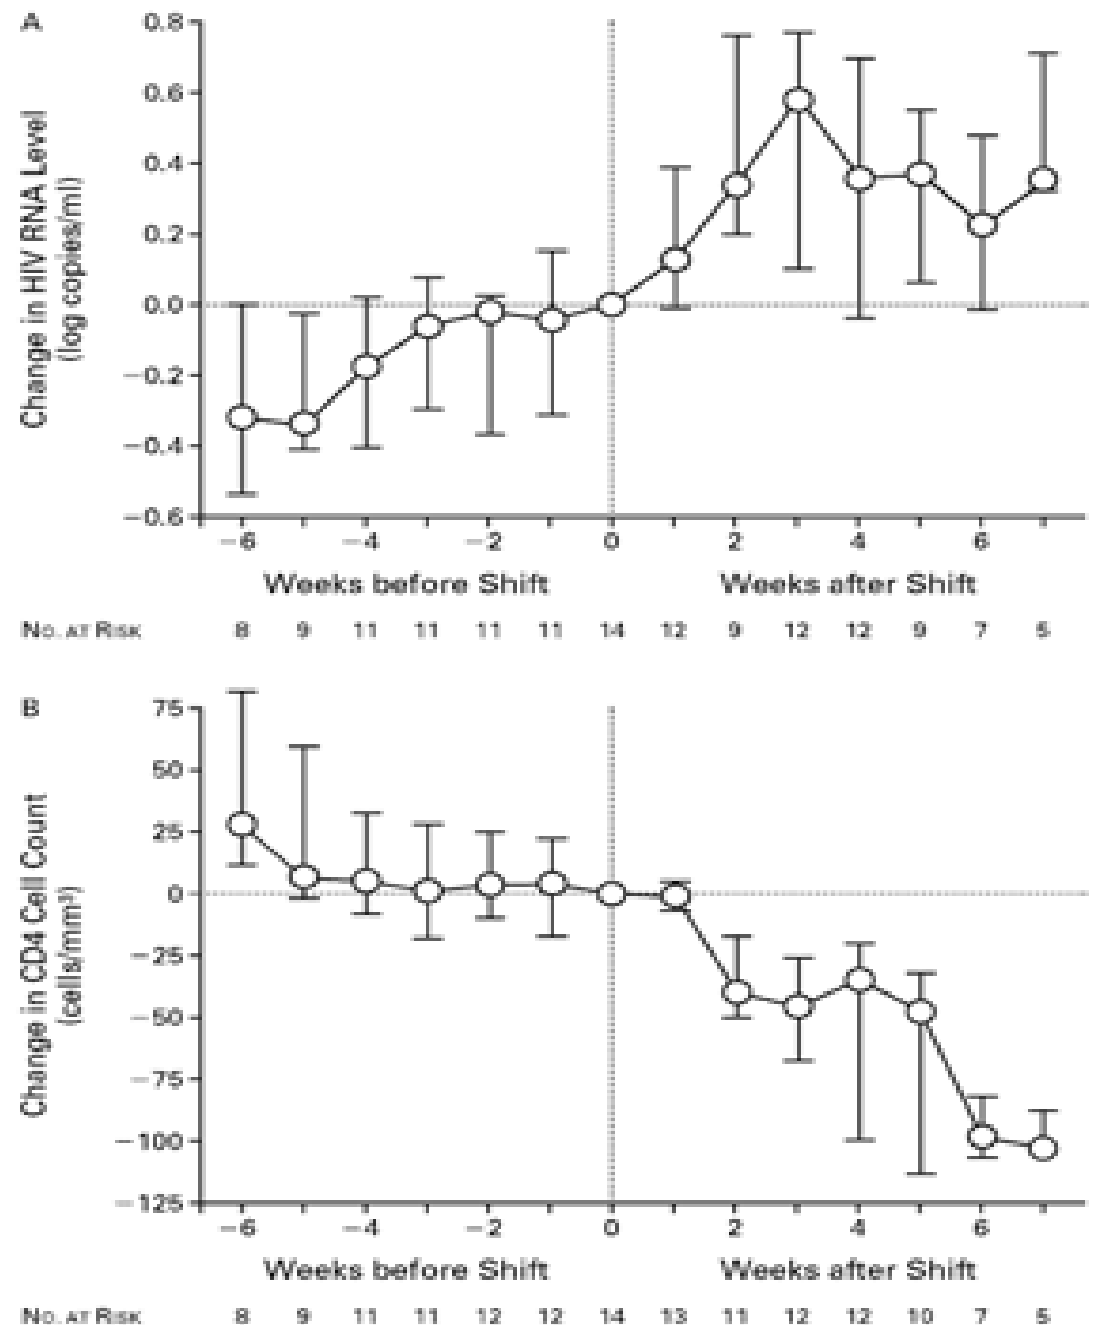 A
0.8
0.6
0.4
0.2
0.0
−0.2
−0.4
−0.6
Change in HIV RNA Level
(log copies/ml)
−6 −4 −2 0 2 4 6
Weeks before Shift Weeks after Shift
No. at Risk 8 9 11 11 11 11 14 12 9 12 12 9 7 5
B
75
50
25
0
−25
−50
−75
−100
−125
Change in CD4 Cell Count
(cells/mm³)
−6 −4 −2 0 2 4 6
Weeks before Shift Weeks after Shift
No. at Risk 8 9 11 11 12 12 14 13 11 12 12 10 7 5